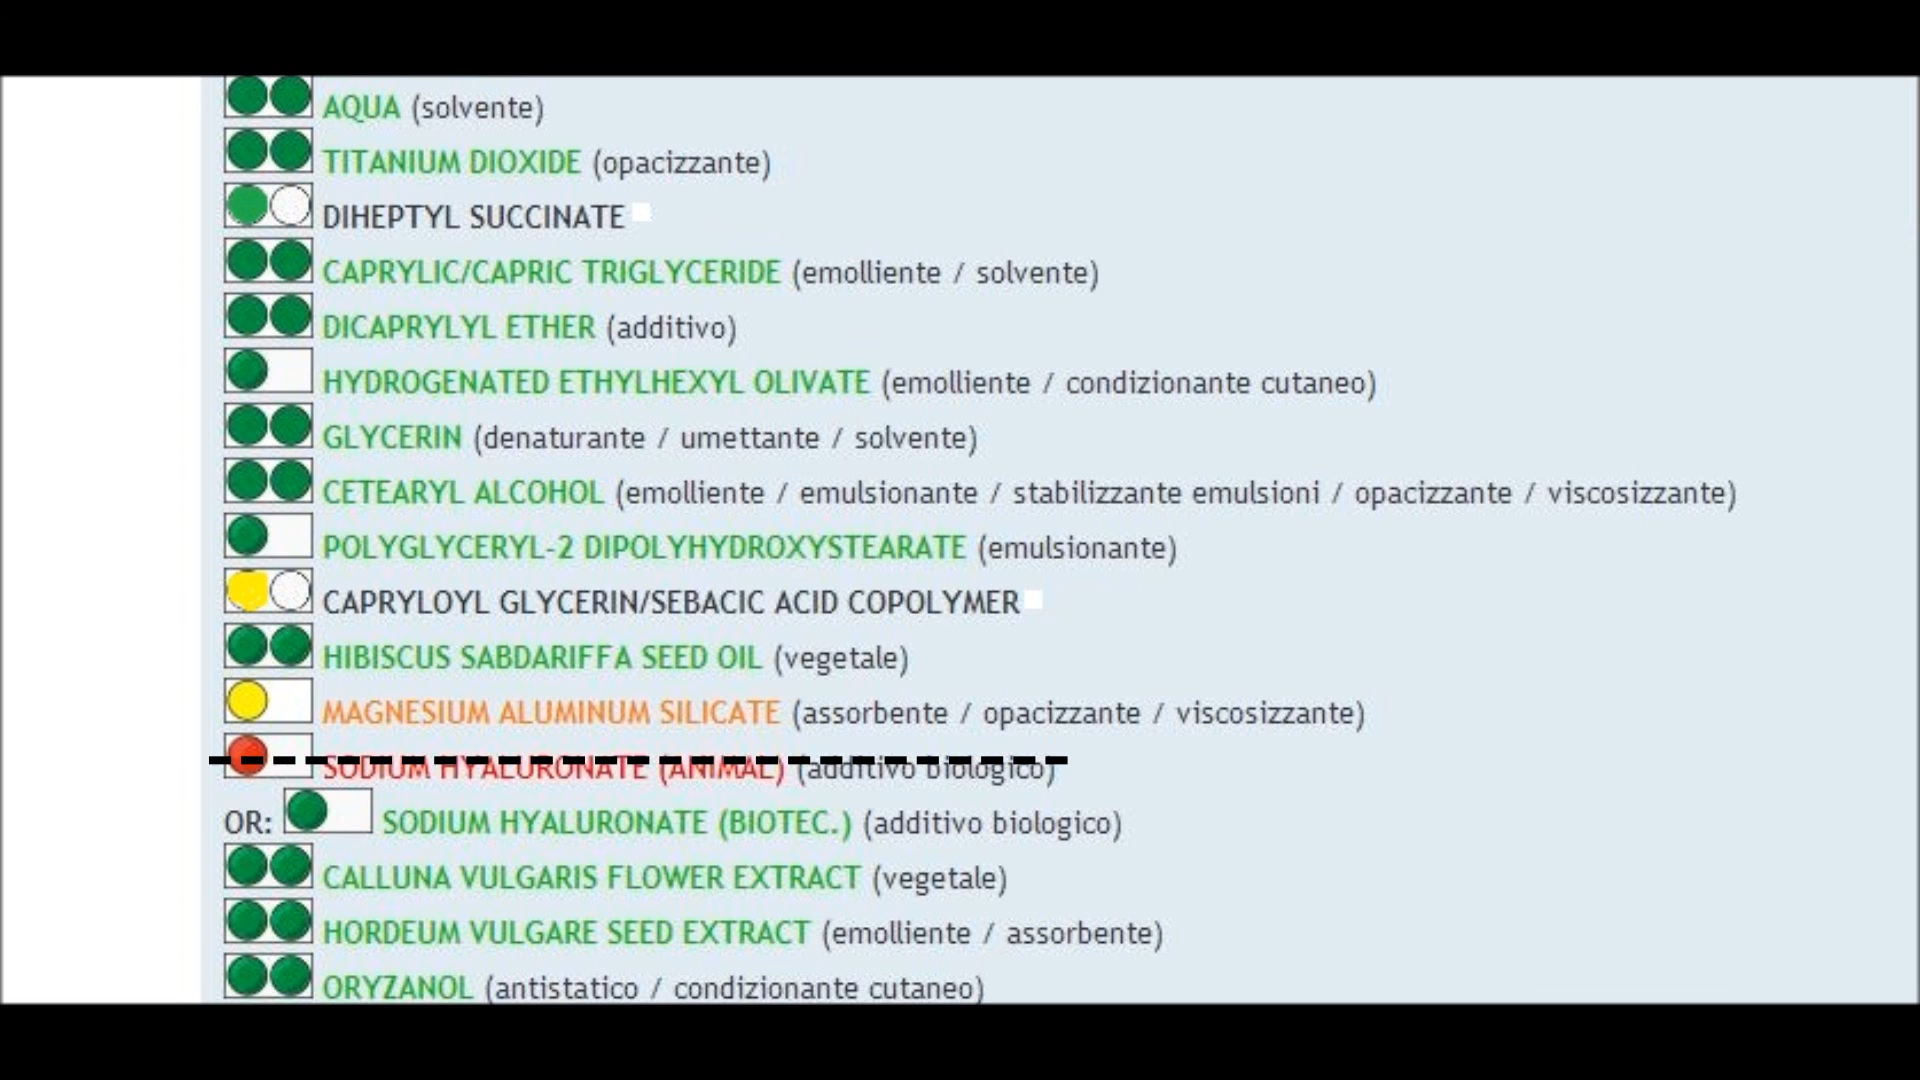 AQUA (solvente)
TITANIUM DIOXIDE (opacizzante)
DIHEPTYL SUCCINATE
CAPRYLIC/CAPRIC TRIGLYCERIDE (emolliente / solvente)
DICAPRYLYL ETHER (additivo)
HYDROGENATED ETHYLHEXYL OLIVATE (emolliente / condizionante cutaneo)
GLYCERIN (denaturante / umettante / solvente)
CETEARYL ALCOHOL (emolliente / emulsionante / stabilizzante emulsioni / opacizzante / viscosizzante)
POLYGLYCERYL-2 DIPOLYHYDROXYSTEARATE (emulsionante)
CAPRYLOYL GLYCERIN/SEBACIC ACID COPOLYMER
HIBISCUS SABDARIFFA SEED OIL (vegetale)
MAGNESIUM ALUMINUM SILICATE (assorbente / opacizzante / viscosizzante)
SODIUM HYALURONATE (ANIMAL) (additivo biologico)
OR: SODIUM HYALURONATE (BIOTEC.) (additivo biologico)
CALLUNA VULGARIS FLOWER EXTRACT (vegetale)
HORDEUM VULGARE SEED EXTRACT (emolliente / assorbente)
ORYZANOL (antistatico / condizionante cutaneo)